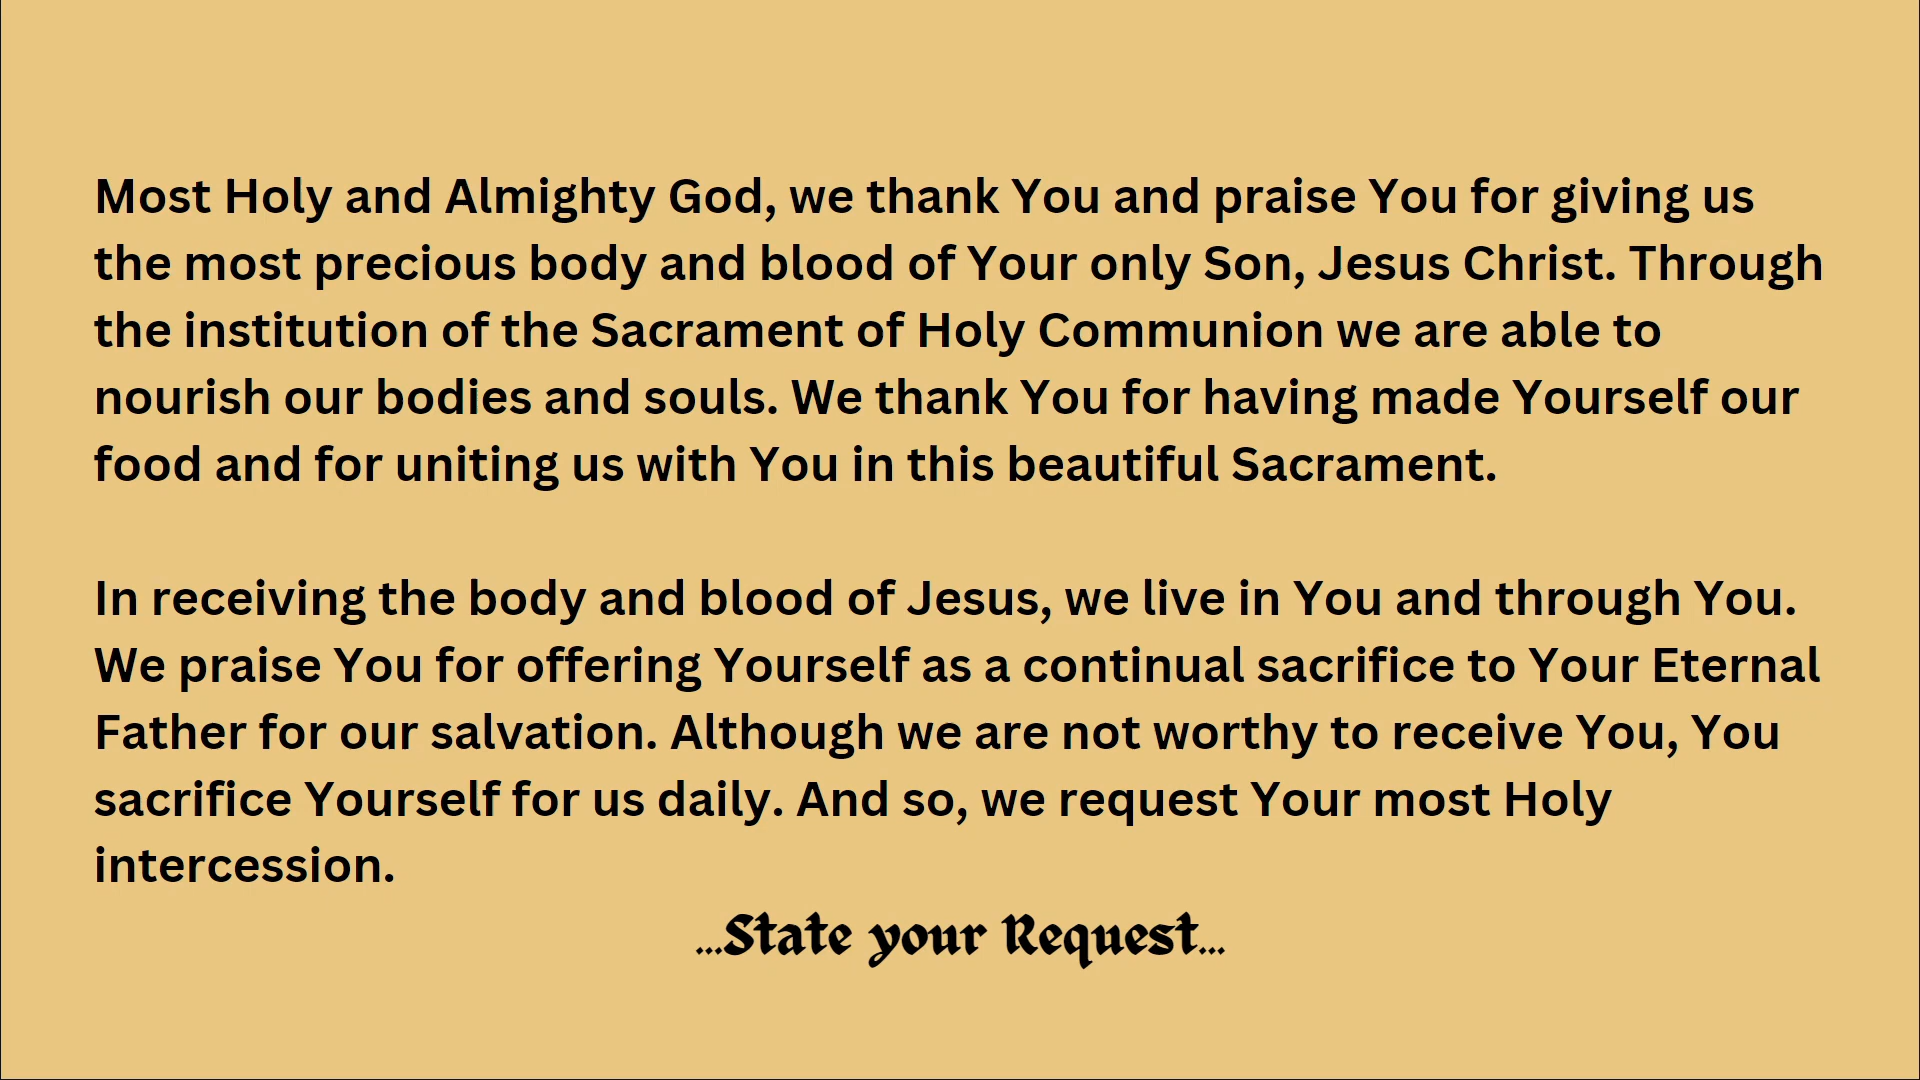 Most Holy and Almighty God, we thank You and praise You for giving us
the most precious body and blood of Your only Son, Jesus Christ. Through
the institution of the Sacrament of Holy Communion we are able to
nourish our bodies and souls. We thank You for having made Yourself our
food and for uniting us with You in this beautiful Sacrament.
In receiving the body and blood of Jesus, we live in You and through You.
We praise You for offering Yourself as a continual sacrifice to Your Eternal
Father for our salvation. Although we are not worthy to receive You, You
sacrifice Yourself for us daily. And so, we request Your most Holy
intercession.
...State your Request...